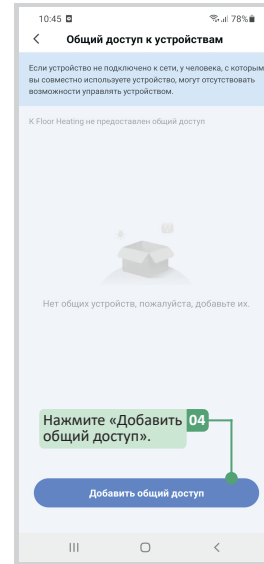 10:45 78%
Общий доступ к устройствам
Если устройство не подключено к сети, у человека, с которым
вы совместно используете устройство, могут отсутствовать
возможности управлять устройством.
К Floor Heating не предоставлен общий доступ
Нет общих устройств, пожалуйста, добавьте их.
Нажмите «Добавить 04
общий доступ».
Добавить общий доступ